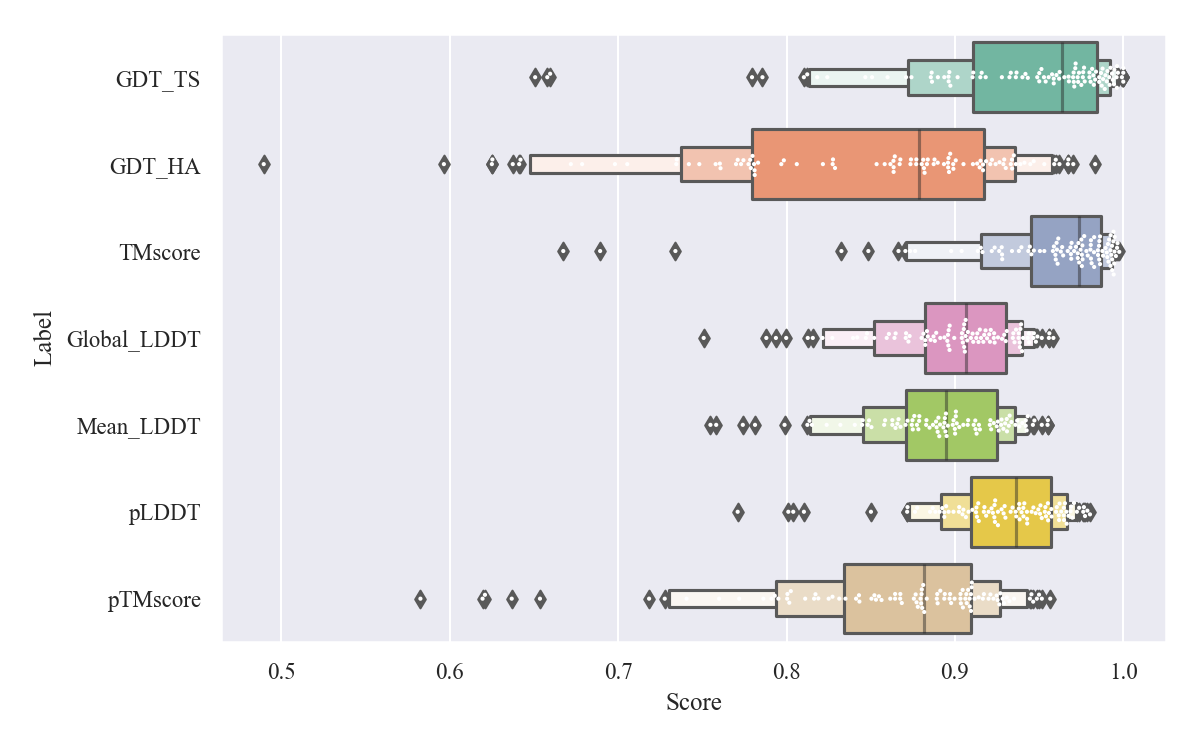 GDT_TS
GDT_HA
TMscore
Global_LDDT
Mean_LDDT
pLDDT
pTMscore
Label
0.5 0.6 0.7 0.8 0.9 1.0
Score